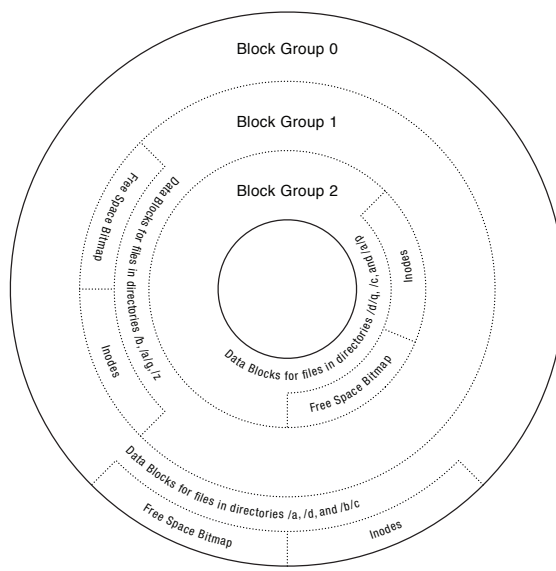 Block Group 0
Block Group 1
Block Group 2
Free Space Bitmap
Data Blocks for files in directories /b, /a/g, /z
Inodes
Inodes
Data Blocks for files in directories /d/q, /c, and /a/p
Free Space Bitmap
Data Blocks for files in directories /a, /d, and /b/c
Free Space Bitmap
Inodes